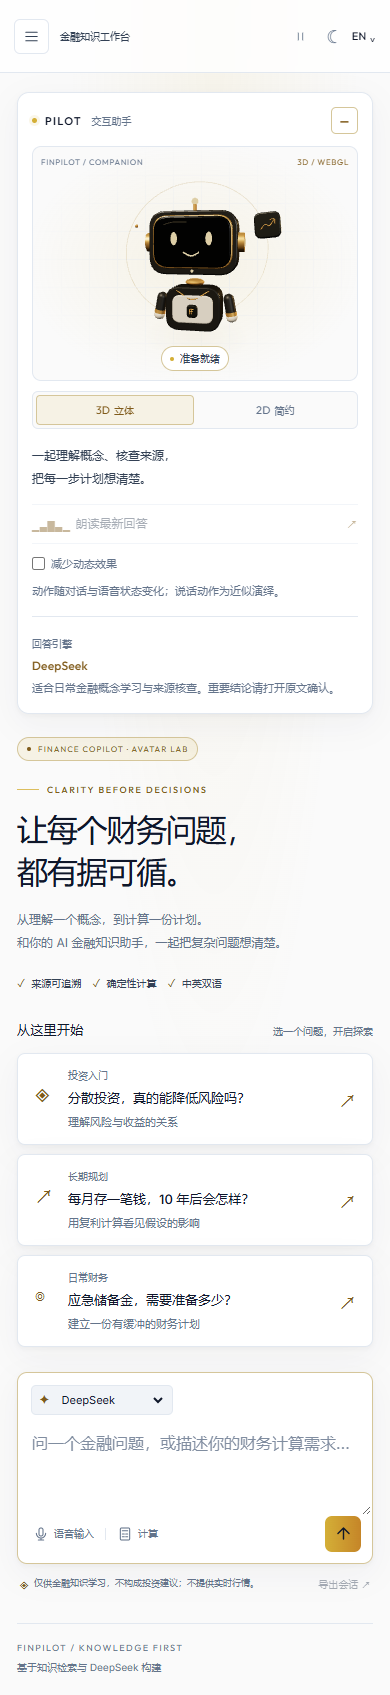 金融知识工作台
EN
PILOT 交互助手
FINPILOT / COMPANION
3D / WEBGL
准备就绪
3D 立体
2D 简约
一起理解概念、核查来源，
把每一步计划想清楚。
朗读最新回答
减少动态效果
动作随对话与语音状态变化；说话动作为近似演绎。
回答引擎
DeepSeek
适合日常金融概念学习与来源核查。重要结论请打开原文确认。
FINANCE COPILOT · AVATAR LAB
CLARITY BEFORE DECISIONS
让每个财务问题，
都有据可循。
从理解一个概念，到计算一份计划。
和你的 AI 金融知识助手，一起把复杂问题想清楚。
✓ 来源可追溯 ✓ 确定性计算 ✓ 中英双语
从这里开始
选一个问题，开启探索
投资入门
分散投资，真的能降低风险吗？
理解风险与收益的关系
长期规划
每月存一笔钱，10 年后会怎样？
用复利计算看见假设的影响
日常财务
应急储备金，需要准备多少？
建立一份有缓冲的财务计划
DeepSeek
问一个金融问题，或描述你的财务计算需求...
语音输入
计算
仅供金融知识学习，不构成投资建议；不提供实时行情。
导出会话 ↗
FINPILOT / KNOWLEDGE FIRST
基于知识检索与 DeepSeek 构建